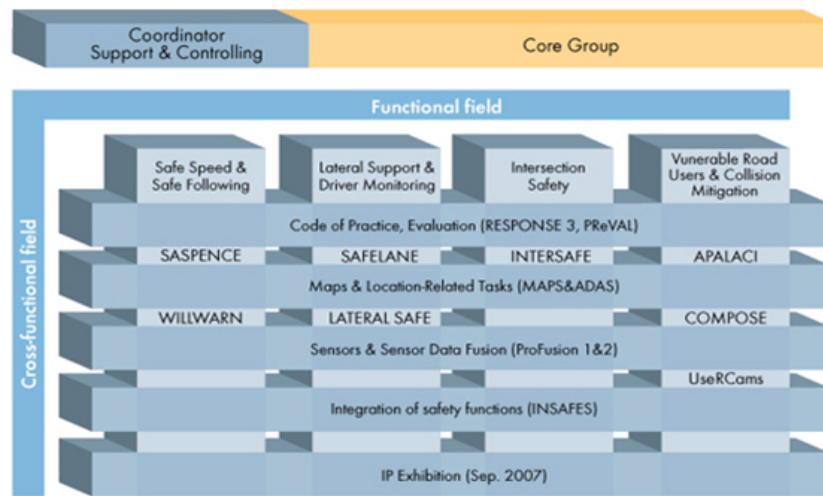 Coordinator
Support & Controlling
Core Group
Functional field
Cross-functional field
Safe Speed &
Safe Following
Lateral Support &
Driver Monitoring
Intersection
Safety
Vunerable Road
Users & Collision
Mitigation
Code of Practice, Evaluation (RESPONSE 3, PReVAL)
SASPENCE
SAFELANE
INTERSAFE
APALACI
Maps & Location-Related Tasks (MAPS&ADAS)
WILLWARN
LATERAL SAFE
COMPOSE
Sensors & Sensor Data Fusion (ProFusion 1&2)
UseRCams
Integration of safety functions (INSAFES)
IP Exhibition (Sep. 2007)